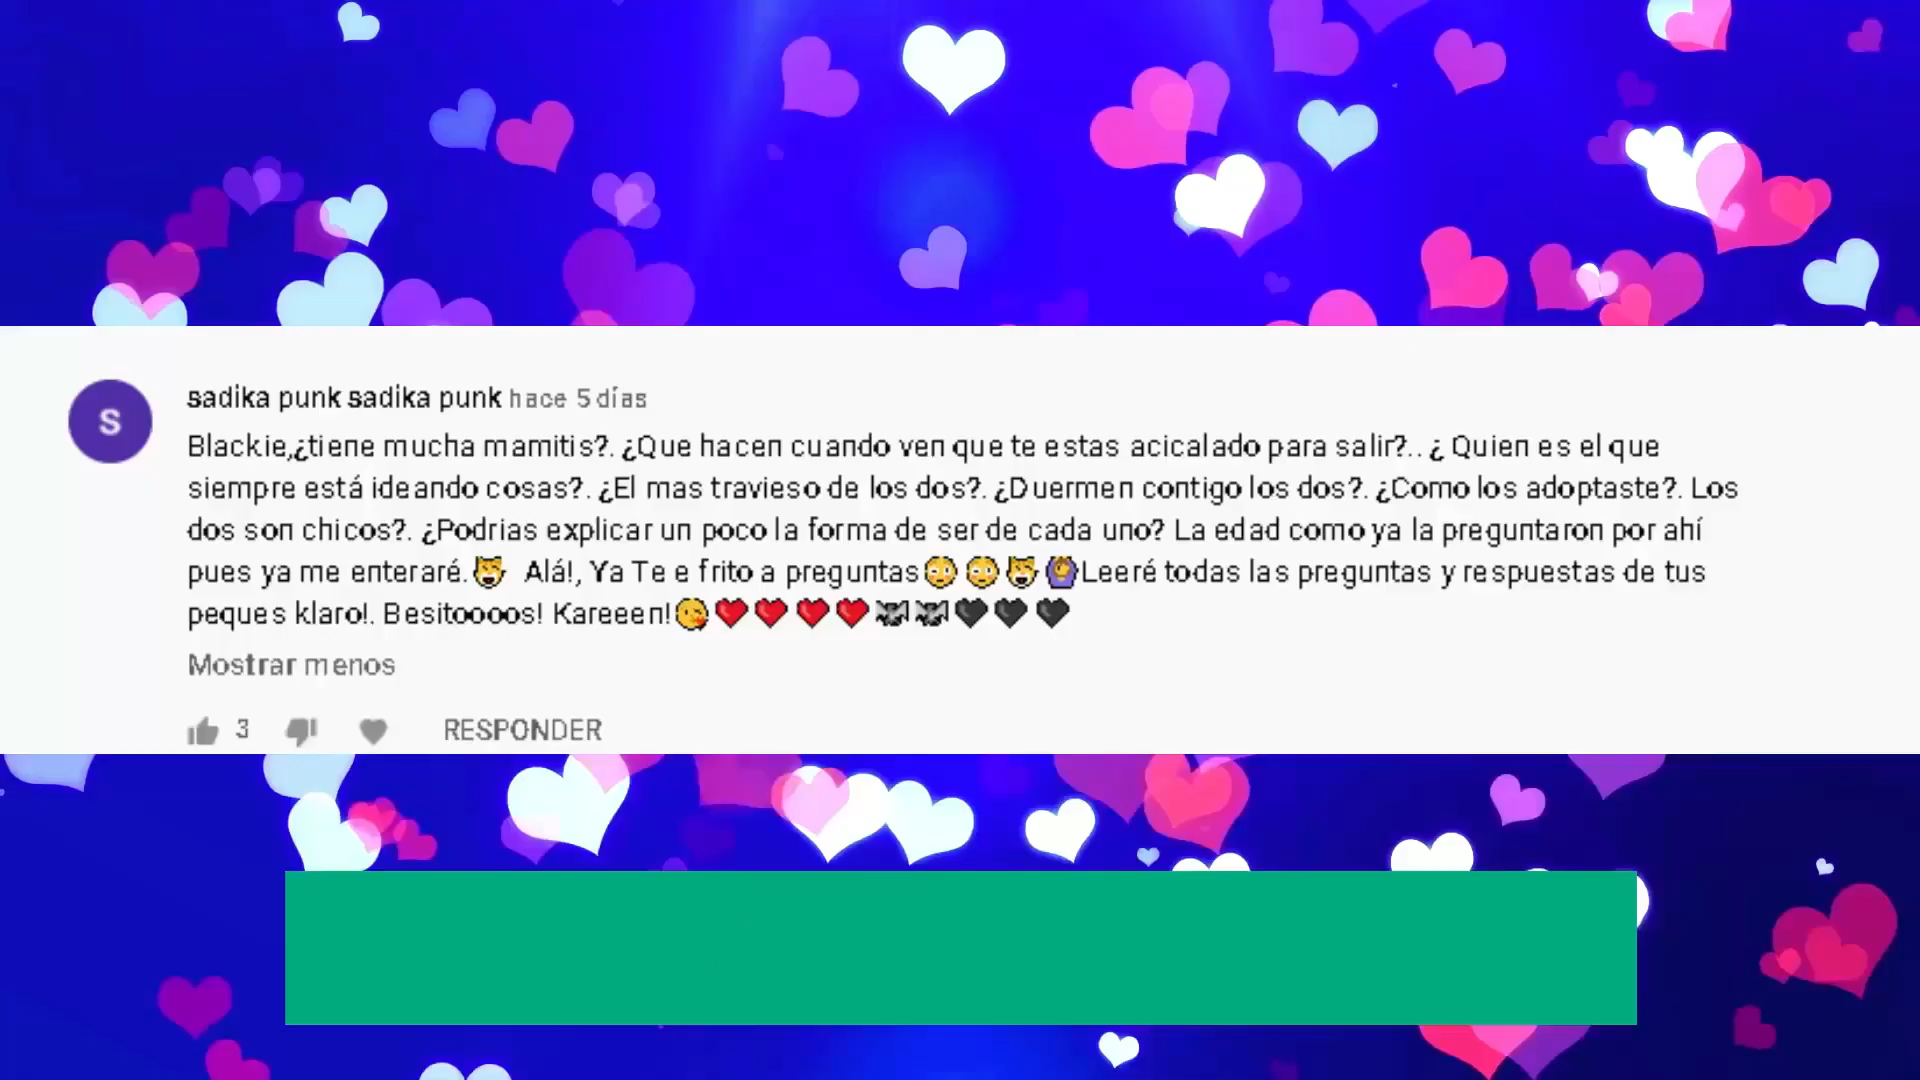 S
sadika punk sadika punk hace 5 días
Blackie,¿tiene mucha mamitis?. ¿Que hacen cuando ven que te estas acicalado para salir?.. ¿ Quien es el que
siempre está ideando cosas?. ¿El mas travieso de los dos?. ¿Duermen contigo los dos?. ¿Como los adoptaste?. Los
dos son chicos?. ¿Podrias explicar un poco la forma de ser de cada uno? La edad como ya la preguntaron por ahí
pues ya me enteraré.😹 Alá!, Ya Te e frito a preguntas😳😳😹🙆Leeré todas las preguntas y respuestas de tus
peques klaro!. Besitoooos! Kareeen!😘❤❤❤❤🦇🦇🖤🖤🖤
Mostrar menos
3 RESPONDER